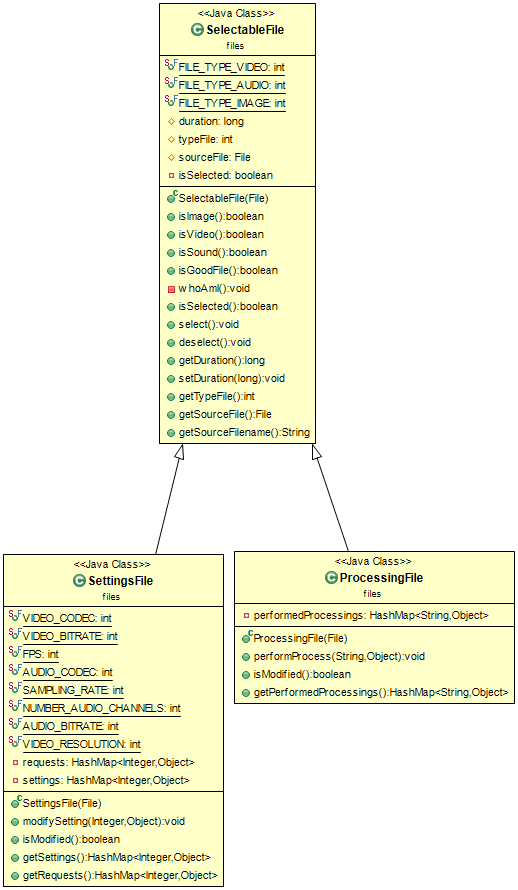 <<Java Class>>
SelectableFile
files
FILE_TYPE_VIDEO: int
FILE_TYPE_AUDIO: int
FILE_TYPE_IMAGE: int
duration: long
typeFile: int
sourceFile: File
isSelected: boolean
SelectableFile(File)
isImage():boolean
isVideo():boolean
isSound():boolean
isGoodFile():boolean
whoAmI():void
isSelected():boolean
select():void
deselect():void
getDuration():long
setDuration(long):void
getTypeFile():int
getSourceFile():File
getSourceFilename():String
<<Java Class>>
SettingsFile
files
VIDEO_CODEC: int
VIDEO_BITRATE: int
FPS: int
AUDIO_CODEC: int
SAMPLING_RATE: int
NUMBER_AUDIO_CHANNELS: int
AUDIO_BITRATE: int
VIDEO_RESOLUTION: int
requests: HashMap<Integer,Object>
settings: HashMap<Integer,Object>
SettingsFile(File)
modifySetting(Integer,Object):void
isModified():boolean
getSettings():HashMap<Integer,Object>
getRequests():HashMap<Integer,Object>
<<Java Class>>
ProcessingFile
files
performedProcessings: HashMap<String,Object>
ProcessingFile(File)
performProcess(String,Object):void
isModified():boolean
getPerformedProcessings():HashMap<String,Object>